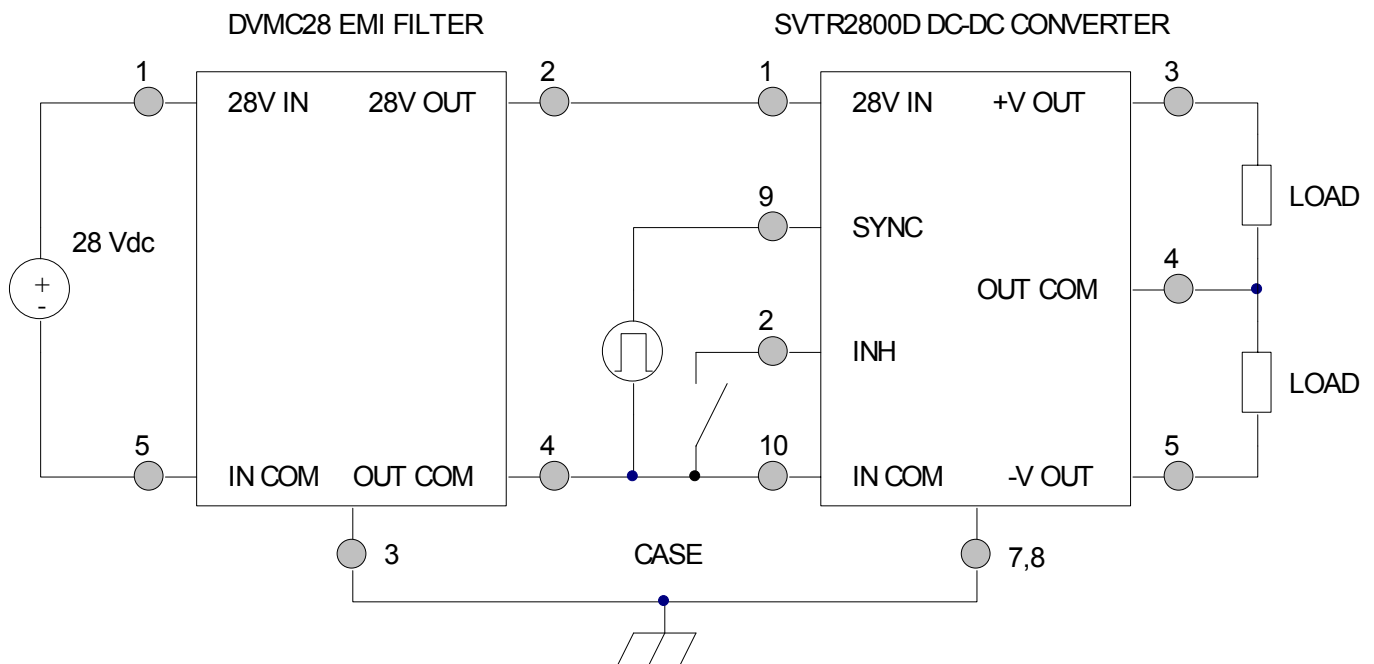 DVMC28 EMI FILTER
SVTR2800D DC-DC CONVERTER
1
2
1
3
28V IN
28V OUT
28V IN
+V OUT
LOAD
9
SYNC
28 Vdc
+
-
4
OUT COM
2
INH
LOAD
5
4
10
5
IN COM
OUT COM
IN COM
-V OUT
3
CASE
7,8